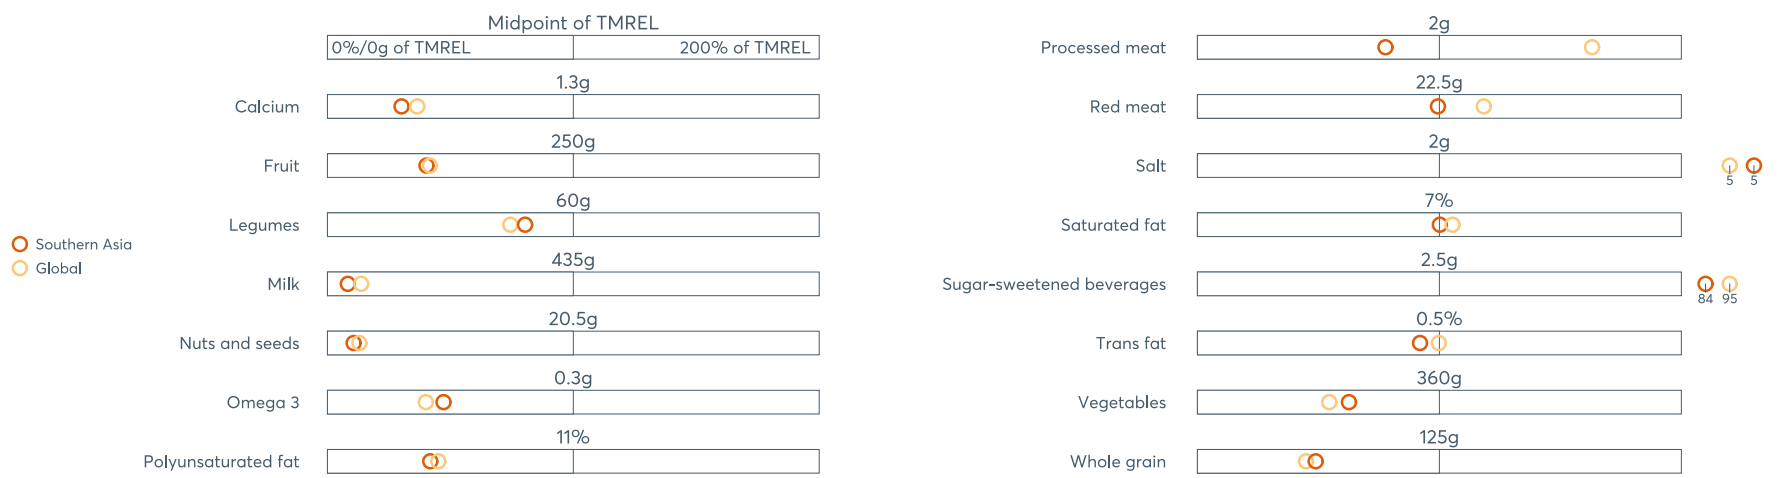 Midpoint of TMREL
0%/0g of TMREL 200% of TMREL
1.3g
Calcium
250g
Fruit
60g
Legumes
435g
Milk
20.5g
Nuts and seeds
0.3g
Omega 3
11%
Polyunsaturated fat
Southern Asia
Global
2g
Processed meat
22.5g
Red meat
2g
Salt
5 5
7%
Saturated fat
2.5g
Sugar-sweetened beverages
84 95
0.5%
Trans fat
360g
Vegetables
125g
Whole grain